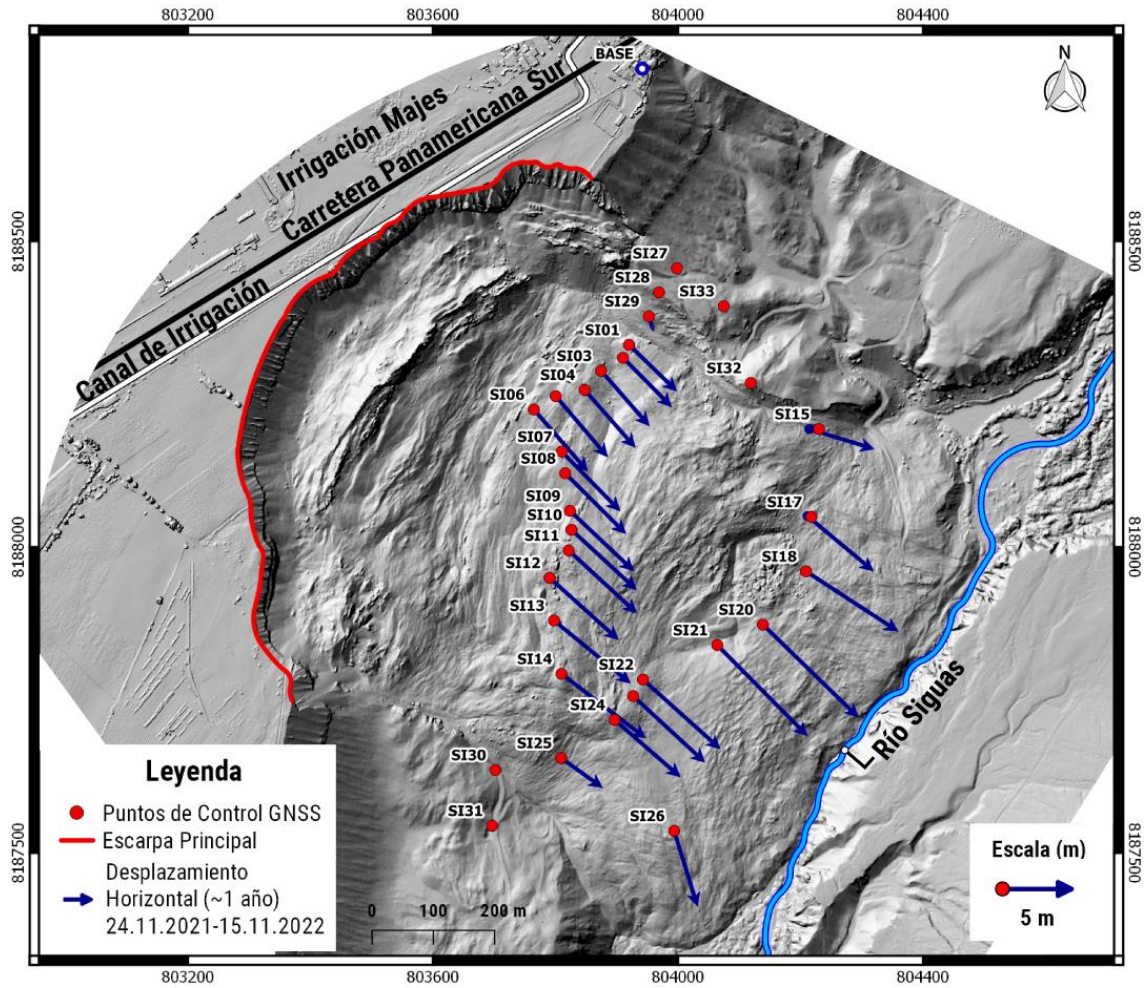 803200 803600 804000 804400
BASE
N
Irrigación Majes
Carretera Panamericana Sur
Canal de Irrigación
8188500
8188500
SI27
SI28
SI33
SI29
SI01
SI03
SI04
SI32
SI06
SI15
SI07
SI08
SI09
SI10
SI17
SI11
8188000
8188000
SI12
SI18
SI13
SI20
SI21
SI14
SI22
SI24
Río Siguas
SI25
SI30
SI26
SI31
8187500
8187500
Leyenda
Puntos de Control GNSS
Escarpa Principal
Desplazamiento
Horizontal (~1 año)
24.11.2021-15.11.2022
0 100 200 m
Escala (m)
5 m
803200 803600 804000 804400